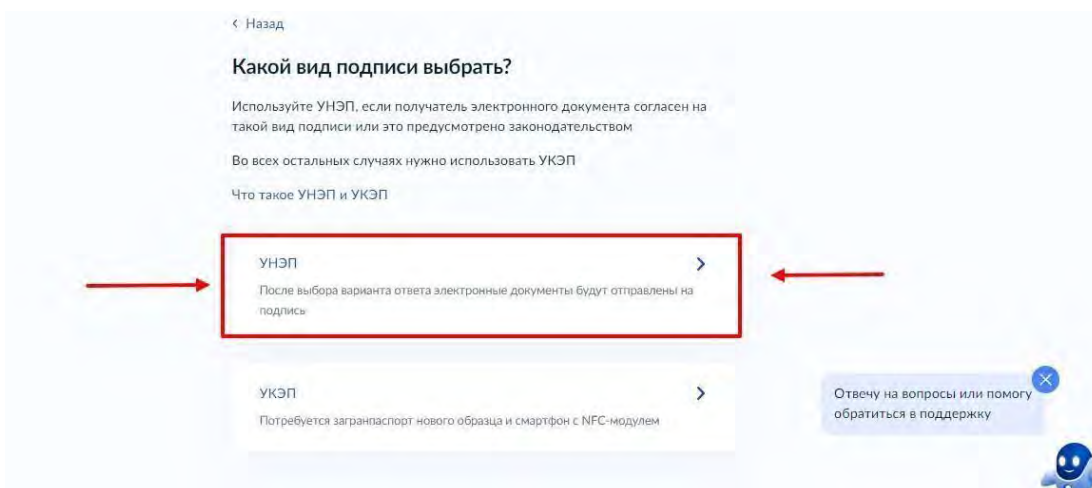 Назад
Какой вид подписи выбрать?
Используйте УНЭП, если получатель электронного документа согласен на
такой вид подписи или это предусмотрено законодательством
Во всех остальных случаях нужно использовать УКЭП
Что такое УНЭП и УКЭП
УНЭП
После выбора варианта ответа электронные документы будут отправлены на
подпись
УКЭП
Потребуется загранпаспорт нового образца и смартфон с NFC-модулем
Отвечу на вопросы или помогу
обратиться в поддержку